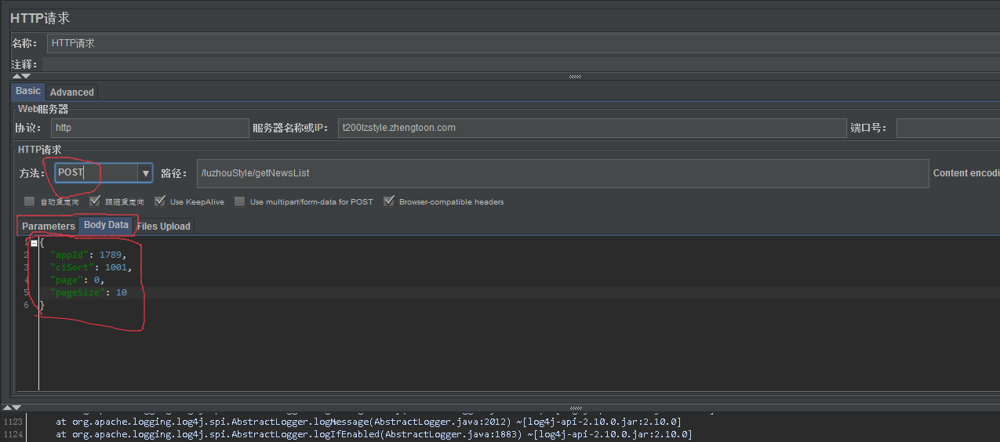 HTTP请求
名称： HTTP请求
注释：
Basic Advanced
Web服务器
协议： http 服务器名称或IP： t200lzstyle.zhengtoon.com 端口号：
HTTP请求
方法： POST 路径： /luzhouStyle/getNewsList Content encodi
自动重定向 跟随重定向 Use KeepAlive Use multipart/form-data for POST Browser-compatible headers
Parameters Body Data Files Upload
1 {
2 "appId": 1789,
3 "ciSort": 1001,
4 "page": 0,
5 "pageSize": 10
6 }
1123 at org.apache.logging.log4j.spi.AbstractLogger.logMessage(AbstractLogger.java:2012) ~[log4j-api-2.10.0.jar:2.10.0]
1124 at org.apache.logging.log4j.spi.AbstractLogger.logIfEnabled(AbstractLogger.java:1883) ~[log4j-api-2.10.0.jar:2.10.0]